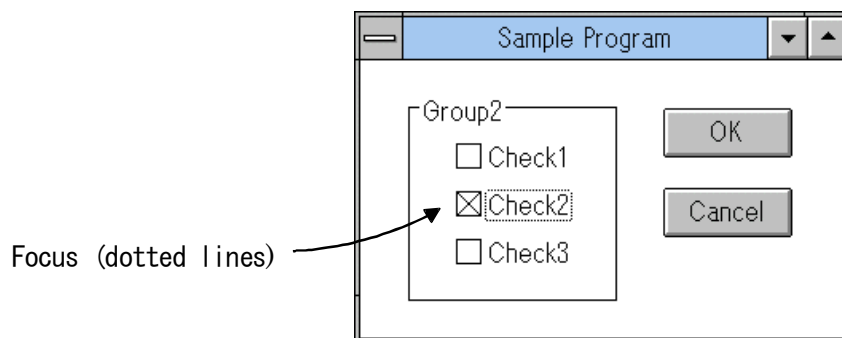 Sample Program
Group2
Check1
Check2
Check3
OK
Cancel
Focus (dotted lines)